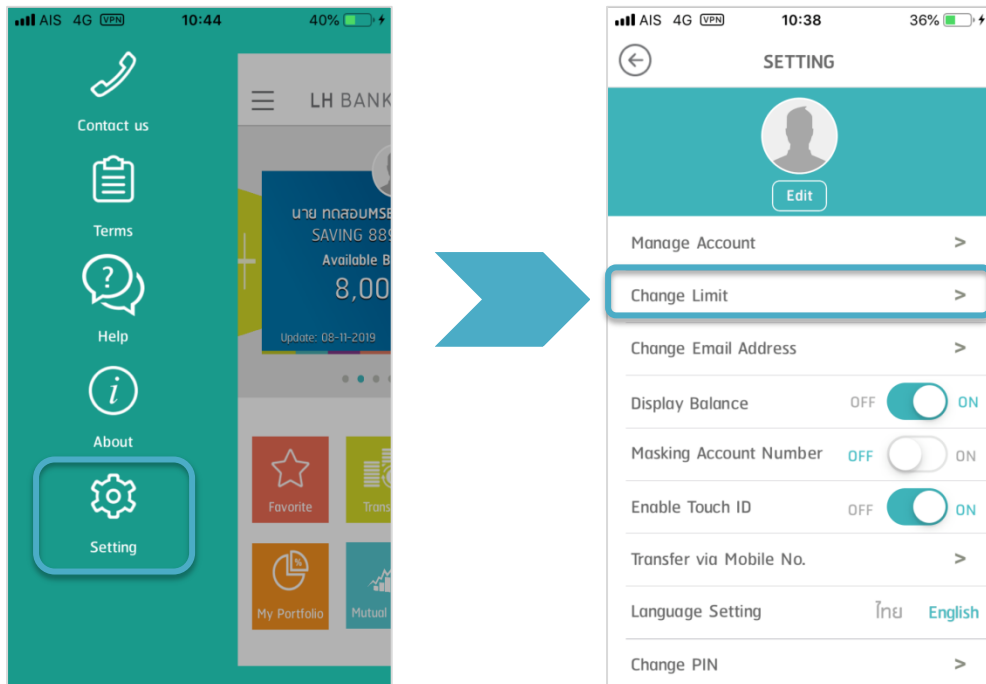 AIS 4G VPN 10:44 40%
Contact us
Terms
?
Help
i
About
Setting
LH BANK
นาย ทดสอบMSE
SAVING 889
Available B
8,00
Update: 08-11-2019
Favorite
Trans
%
My Portfolio
Mutual
AIS 4G VPN 10:38 36%
SETTING
Edit
Manage Account >
Change Limit >
Change Email Address >
Display Balance OFF ON
Masking Account Number OFF ON
Enable Touch ID OFF ON
Transfer via Mobile No. >
Language Setting ไทย English
Change PIN >